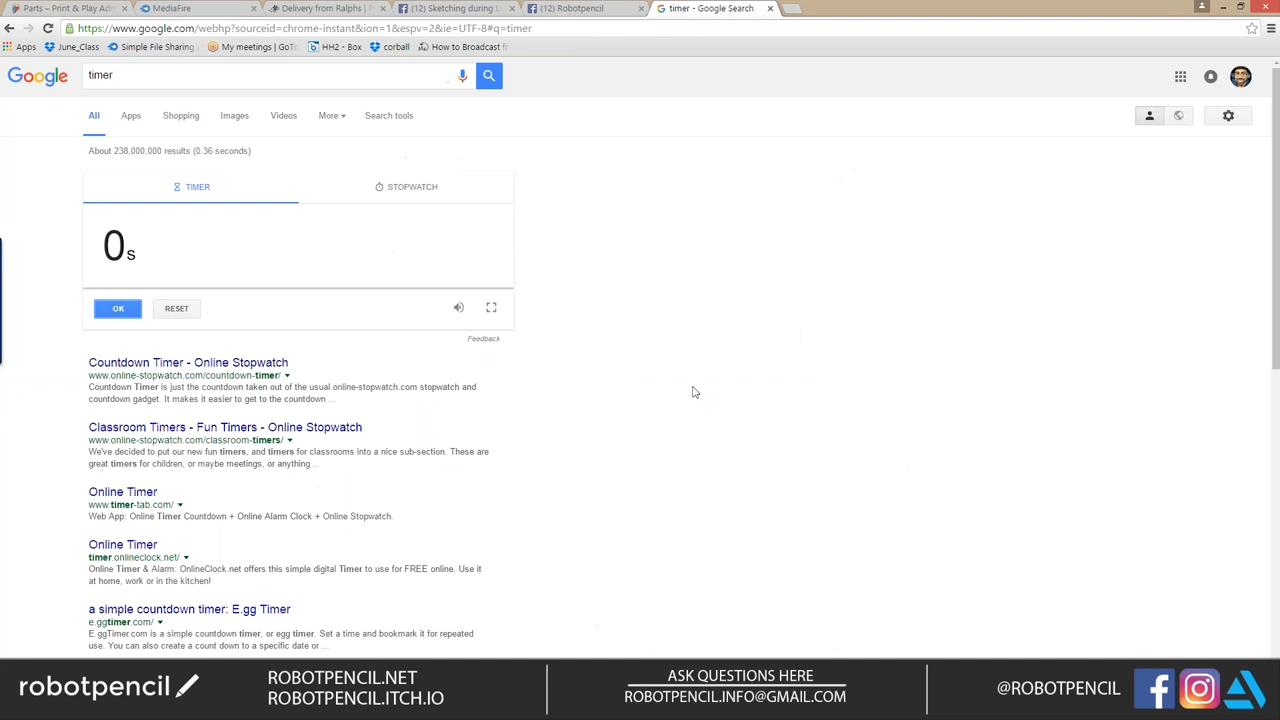 Parts – Print & Play Adv
MediaFire
Delivery from Ralphs | P
(12) Sketching during L
(12) Robotpencil
timer - Google Search
https://www.google.com/webhp?sourceid=chrome-instant&ion=1&espv=2&ie=UTF-8#q=timer
Apps
June_Class
Simple File Sharing
My meetings | GoTo
HH2 - Box
corball
How to Broadcast fr
Google
timer
All
Apps
Shopping
Images
Videos
More
Search tools
About 238,000,000 results (0.36 seconds)
TIMER
STOPWATCH
0s
OK
RESET
Feedback
Countdown Timer - Online Stopwatch
www.online-stopwatch.com/countdown-timer/
Countdown Timer is just the countdown taken out of the usual online-stopwatch.com stopwatch and
countdown gadget. It makes it easier to get to the countdown ...
Classroom Timers - Fun Timers - Online Stopwatch
www.online-stopwatch.com/classroom-timers/
We've decided to put our new fun timers, and timers for classrooms into a nice sub-section. These are
great timers for children, or maybe meetings, or anything ..
Online Timer
www.timer-tab.com/
Web App: Online Timer Countdown + Online Alarm Clock + Online Stopwatch.
Online Timer
timer.onlineclock.net/
Online Timer & Alarm: OnlineClock.net offers this simple digital Timer to use for FREE online. Use it
at home, work or in the kitchen!
a simple countdown timer: E.gg Timer
e.ggtimer.com/
E.ggTimer.com is a simple countdown timer, or egg timer. Set a time and bookmark it for repeated
use. You can also create a count down to a specific date or ...
robotpencil
ROBOTPENCIL.NET
ROBOTPENCIL.ITCH.IO
ASK QUESTIONS HERE
ROBOTPENCIL.INFO@GMAIL.COM
@ROBOTPENCIL